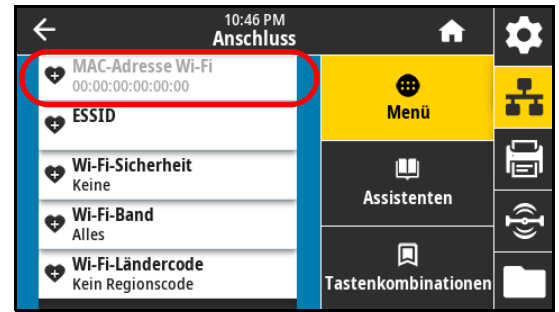 10:46 PM
Anschluss
MAC-Adresse Wi-Fi
00:00:00:00:00:00
ESSID
Wi-Fi-Sicherheit
Keine
Wi-Fi-Band
Alles
Wi-Fi-Ländercode
Kein Regionscode
Menü
Assistenten
Tastenkombinationen